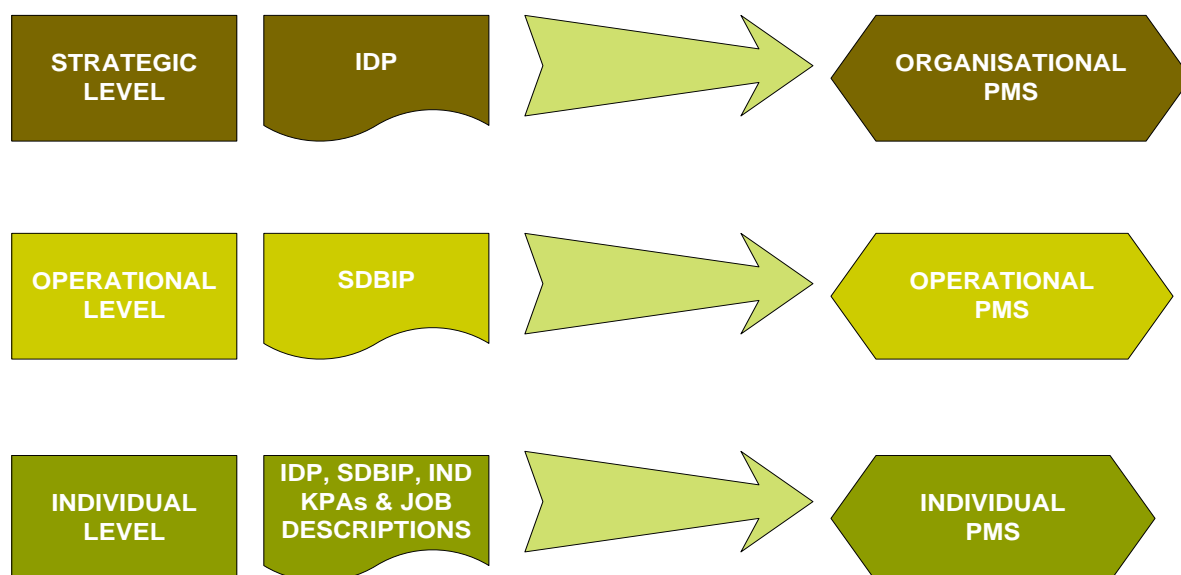 STRATEGIC
LEVEL
IDP
ORGANISATIONAL
PMS
OPERATIONAL
LEVEL
SDBIP
OPERATIONAL
PMS
INDIVIDUAL
LEVEL
IDP, SDBIP, IND
KPAs & JOB
DESCRIPTIONS
INDIVIDUAL
PMS